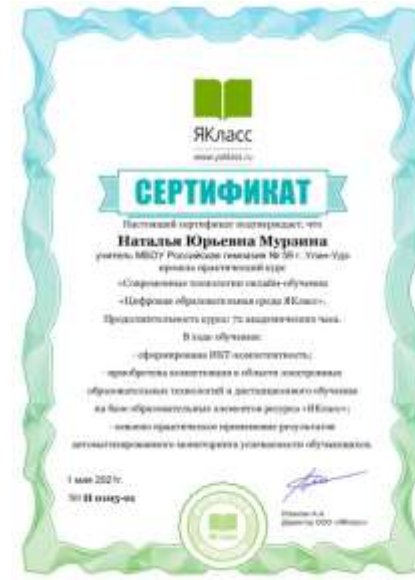 ЯКласс
www.yaklass.ru
СЕРТИФИКАТ
Настоящий сертификат подтверждает, что
Наталья Юрьевна Мурзина
учитель МБОУ Российская гимназия № 59 г. Улан-Удэ
прошла практический курс
«Современные технологии онлайн-обучения
«Цифровая образовательная среда ЯКласс».
Продолжительность курса: 72 академических часа.
В ходе обучения:
- сформирована ИКТ-компетентность;
- приобретена компетенция в области электронных
образовательных технологий и дистанционного обучения
на базе образовательных элементов ресурса «ЯКласс»;
- освоено практическое применение результатов
автоматизированного мониторинга успеваемости обучающихся.
1 мая 2021г.
Директор ООО «ЯКласс»